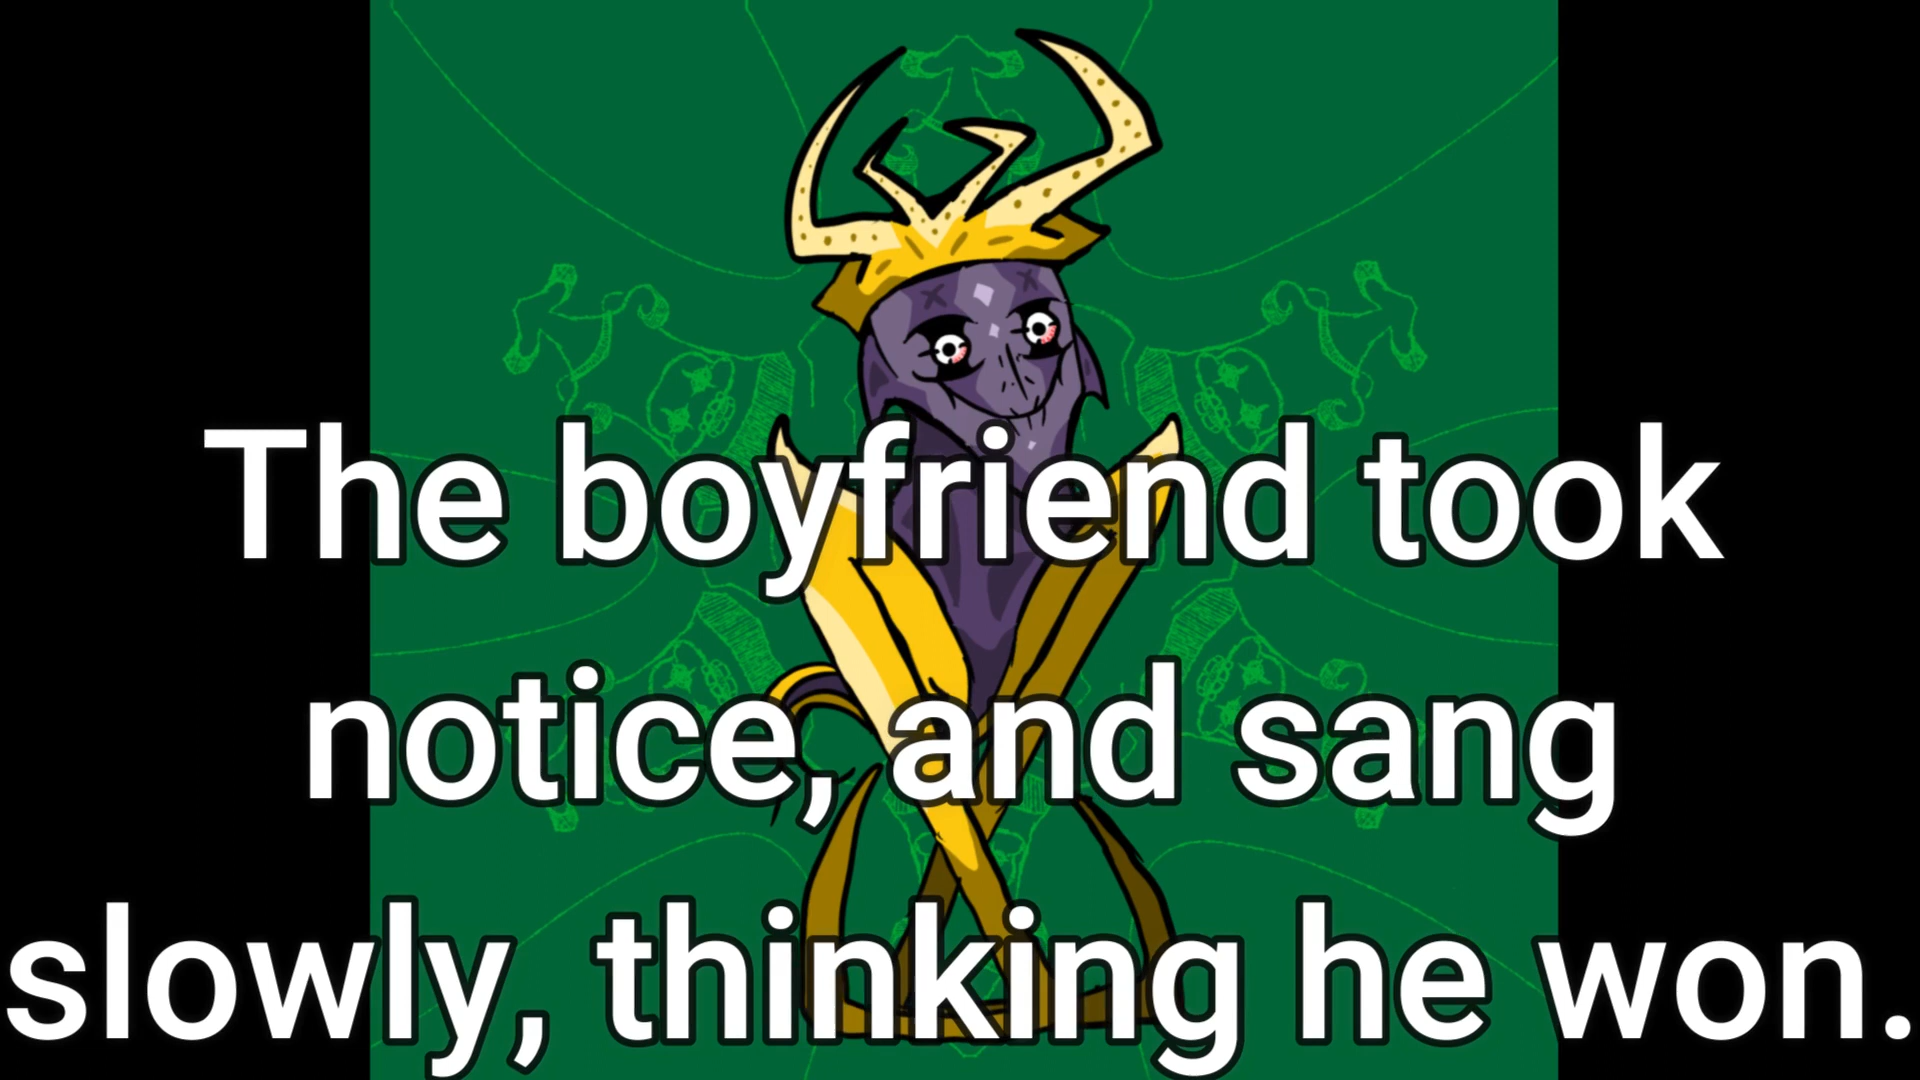 The boyfriend took
notice, and sang
slowly, thinking he won.